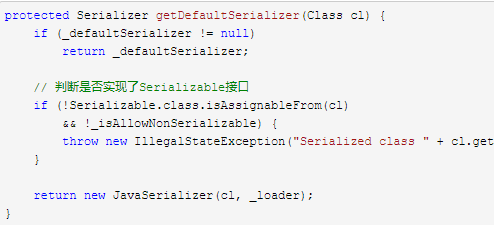 protected Serializer getDefaultSerializer(Class cl) {
    if (_defaultSerializer != null)
        return _defaultSerializer;
    // 判断是否实现了Serializable接口
    if (!Serializable.class.isAssignableFrom(cl)
        && !_isAllowNonSerializable) {
        throw new IllegalStateException("Serialized class " + cl.get
    }
    return new JavaSerializer(cl, _loader);
}